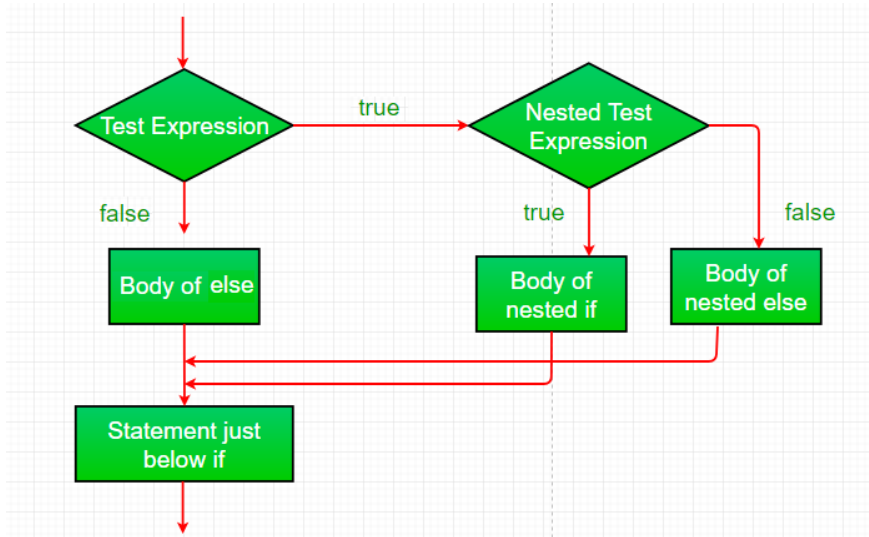 Test Expression
true
Nested Test
Expression
false
true
false
Body of else
Body of
nested if
Body of
nested else
Statement just
below if